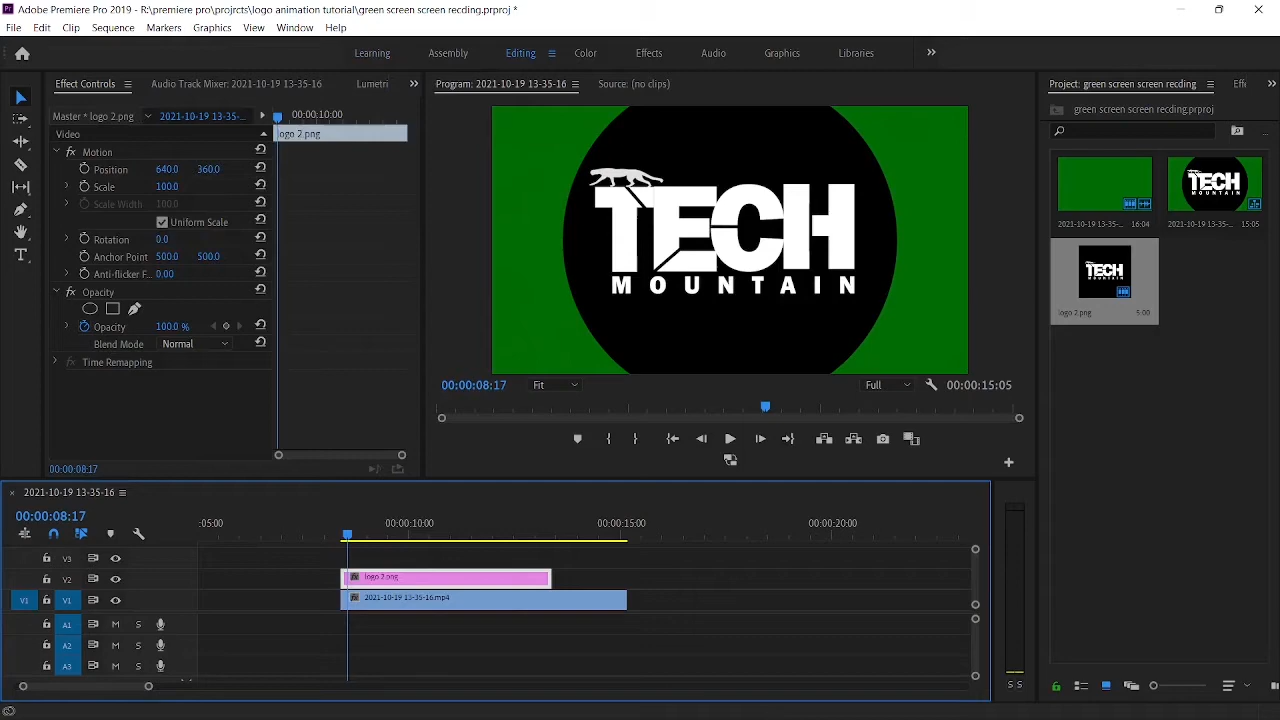 Adobe Premiere Pro 2019 - R:\premiere pro\projrcts\logo animation tutorial\green screen screen recding.prproj *
File Edit Clip Sequence Markers Graphics View Window Help
Learning Assembly Editing Color Effects Audio Graphics Libraries
Effect Controls Audio Track Mixer: 2021-10-19 13-35-16 Lumetri
Program: 2021-10-19 13-35-16 Source: (no clips)
Project: green screen screen recding Effe
Master * logo 2.png 2021-10-19 13-35-... 00:00:10:00
green screen screen recding.prproj
Video logo 2.png
Motion
Position 640.0 360.0
Scale 100.0
Scale Width 100.0
Uniform Scale
Rotation 0.0
Anchor Point 500.0 500.0
Anti-flicker F... 0.00
Opacity
Opacity 100.0 %
Blend Mode Normal
Time Remapping
00:00:08:17
TECH
MOUNTAIN
TECH
MOUNTAIN
2021-10-19 13-35-... 16:04 2021-10-19 13-35-... 15:05
TECH
logo 2.png 5:00
00:00:08:17 Fit Full 00:00:15:05
2021-10-19 13-35-16
00:00:08:17
:05:00 00:00:10:00 00:00:15:00 00:00:20:00
V3
V2 logo 2.png
V1 V1 2021-10-19 13-35-16.mp4
A1 M S
A2 M S
A3 M S
S S